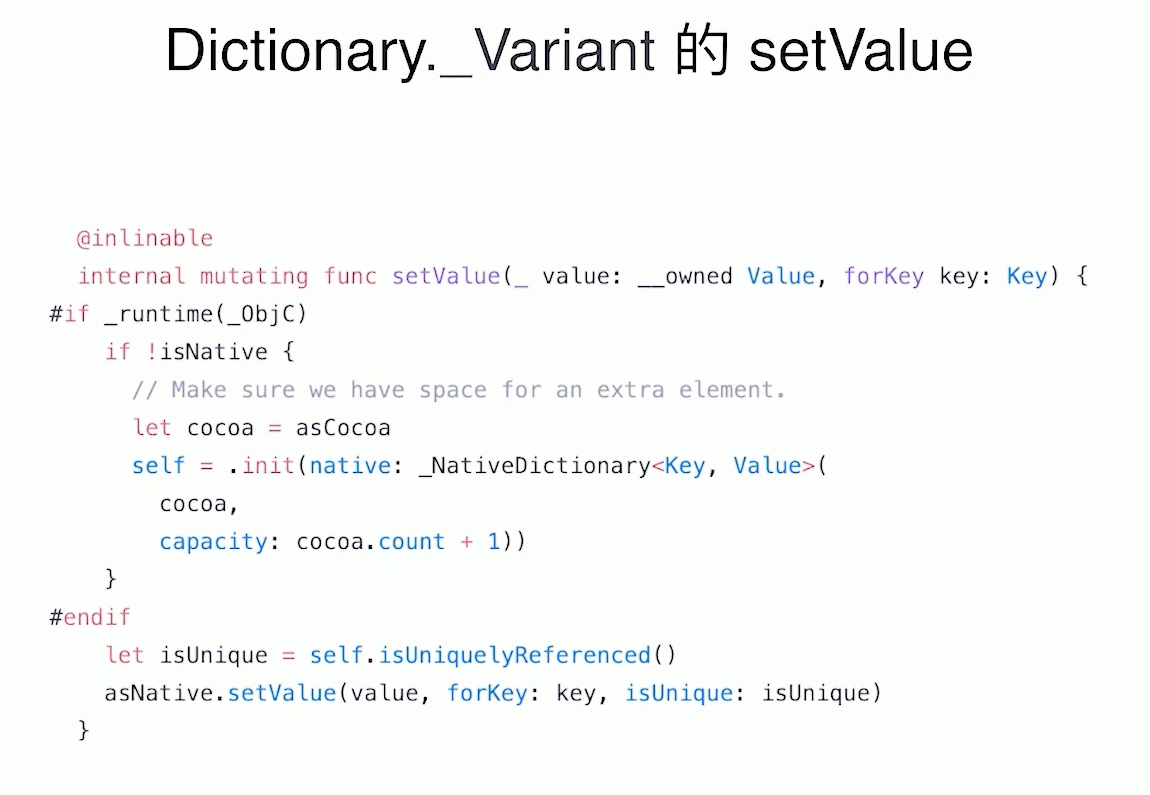 Dictionary._Variant 的 setValue
@inlinable
internal mutating func setValue(_ value: __owned Value, forKey key: Key) {
#if _runtime(_ObjC)
if !isNative {
// Make sure we have space for an extra element.
let cocoa = asCocoa
self = .init(native: _NativeDictionary<Key, Value>(
cocoa,
capacity: cocoa.count + 1))
}
#endif
let isUnique = self.isUniquelyReferenced()
asNative.setValue(value, forKey: key, isUnique: isUnique)
}